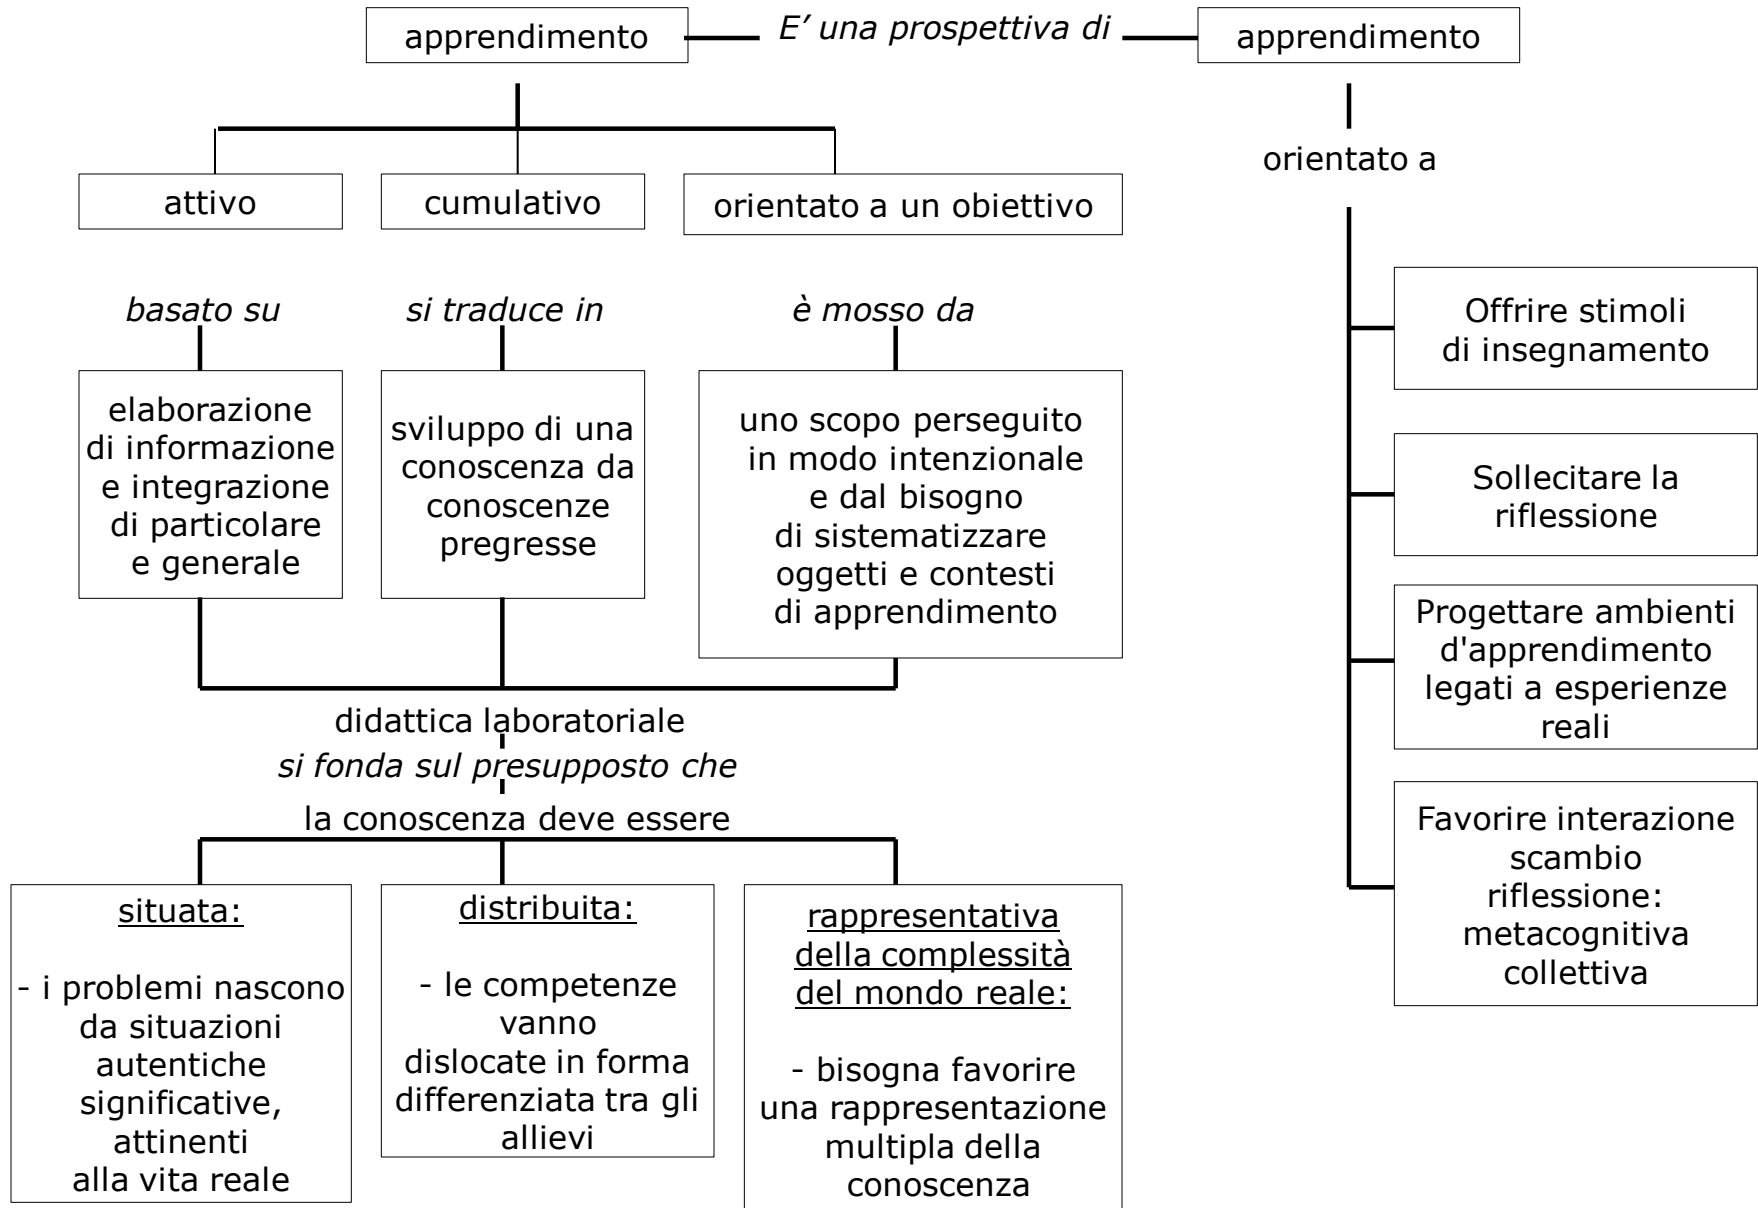 apprendimento
E’ una prospettiva di
apprendimento
orientato a
attivo
cumulativo
orientato a un obiettivo
basato su
si traduce in
è mosso da
elaborazione
di informazione
e integrazione
di particolare
e generale
sviluppo di una
conoscenza da
conoscenze
pregresse
uno scopo perseguito
in modo intenzionale
e dal bisogno
di sistematizzare
oggetti e contesti
di apprendimento
Offrire stimoli
di insegnamento
Sollecitare la
riflessione
Progettare ambienti
d'apprendimento
legati a esperienze
reali
Favorire interazione
scambio
riflessione:
metacognitiva
collettiva
didattica laboratoriale
si fonda sul presupposto che
la conoscenza deve essere
situata:
- i problemi nascono
da situazioni
autentiche
significative,
attinenti
alla vita reale
distribuita:
- le competenze
vanno
dislocate in forma
differenziata tra gli
allievi
rappresentativa
della complessità
del mondo reale:
- bisogna favorire
una rappresentazione
multipla della
conoscenza